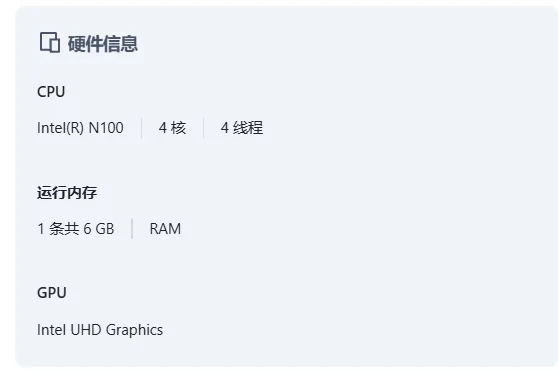 硬件信息
CPU
Intel(R) N100 4 核 4 线程
运行内存
1 条共 6 GB RAM
GPU
Intel UHD Graphics